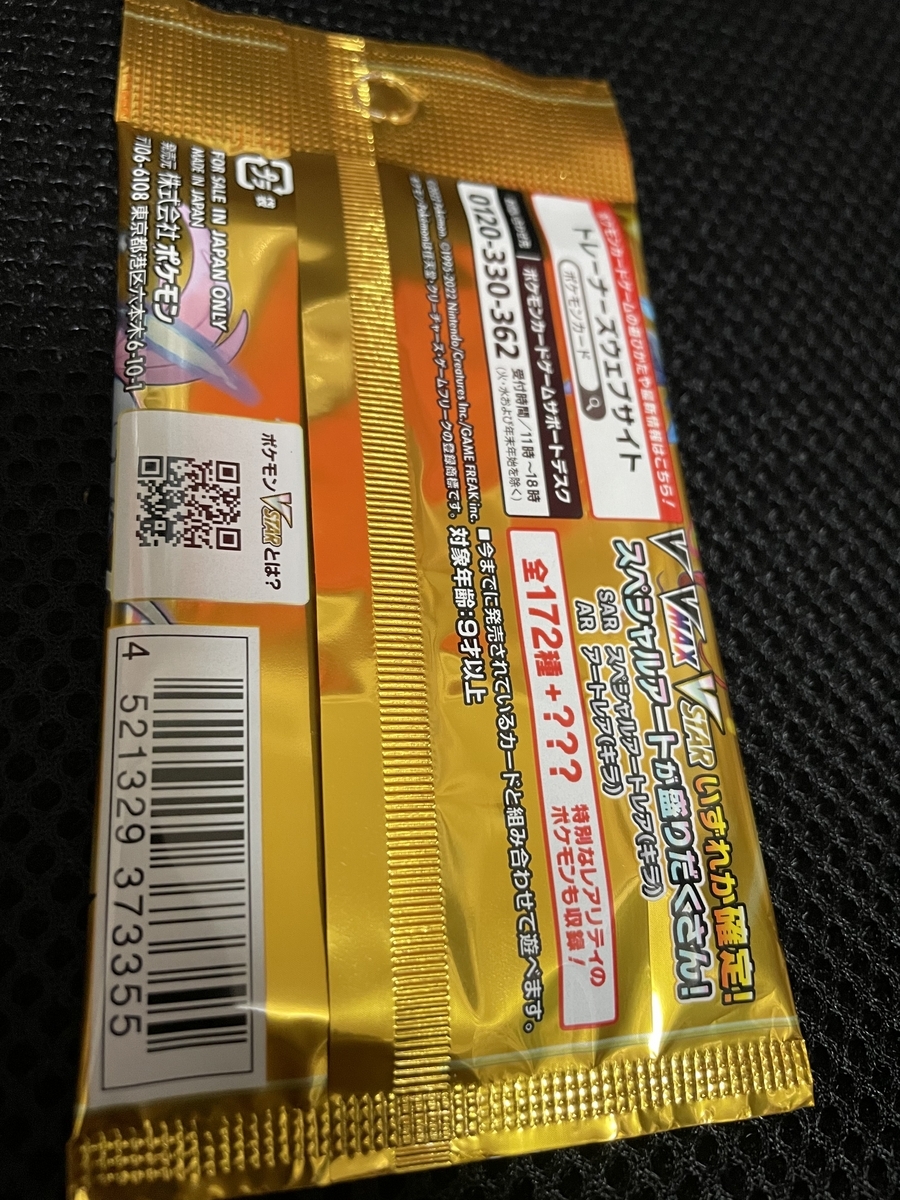 V VMAX VSTAR いずれか確定!
スペシャルアートが盛りだくさん!
SAR スペシャルアートレア(キラ)
AR アートレア(キラ)
全172種+???
特別なレアリティの
ポケモンも収録!
■今までに発売されているカードと組み合わせて遊べます。
対象年齢:9才以上
ポケモンカードゲームのあそびかたや最新情報はこちら!
トレーナーズウェブサイト
ポケモンカード
ポケモンカードゲームサポートデスク
0120-330-362
受付時間/11時~18時
(火・水および年末年始を除く)
©1995-2022 Nintendo/Creatures Inc./GAME FREAK inc.
ポケモン・Pokémonは任天堂・クリーチャーズ・ゲームフリークの登録商標です。
プラ
袋
FOR SALE IN JAPAN ONLY
MADE IN JAPAN
発売元 株式会社ポケモン
〒106-6108 東京都港区六本木6-10-1
ポケモンVSTARとは?
4 521329 373355